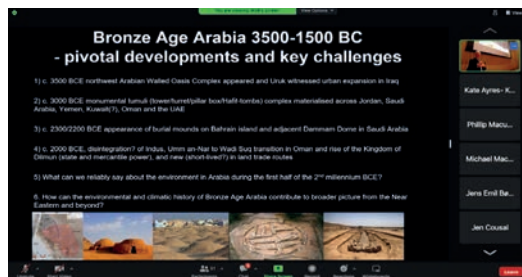 View Options
View
Bronze Age Arabia 3500-1500 BC
- pivotal developments and key challenges
1) c. 3500 BCE northwest Arabian Walled Oasis Complex appeared and Uruk witnessed urban expansion in Iraq
2) c. 3000 BCE monumental tumuli (tower/turret/pillar box/Hafit-tombs) complex materialised across Jordan, Saudi
Arabia, Yemen, Kuwait(?), Oman and the UAE
3) c. 2300/2200 BCE appearance of burial mounds on Bahrain island and adjacent Dammam Dome in Saudi Arabia
4) c. 2000 BCE, disintegration? of Indus, Umm an-Nar to Wadi Suq transition in Oman and rise of the Kingdom of
Dilmun (state and mercantile power), and new (short-lived?) in land trade routes
5) What can we reliably say about the environment in Arabia during the first half of the 2nd millennium BCE?
6. How can the environmental and climatic history of Bronze Age Arabia contribute to broader picture from the Near
Eastern and beyond?
Kate Ayres- K...
Phillip Macu...
Michael Mac...
Jens Emil Bø...
Jen Cousal